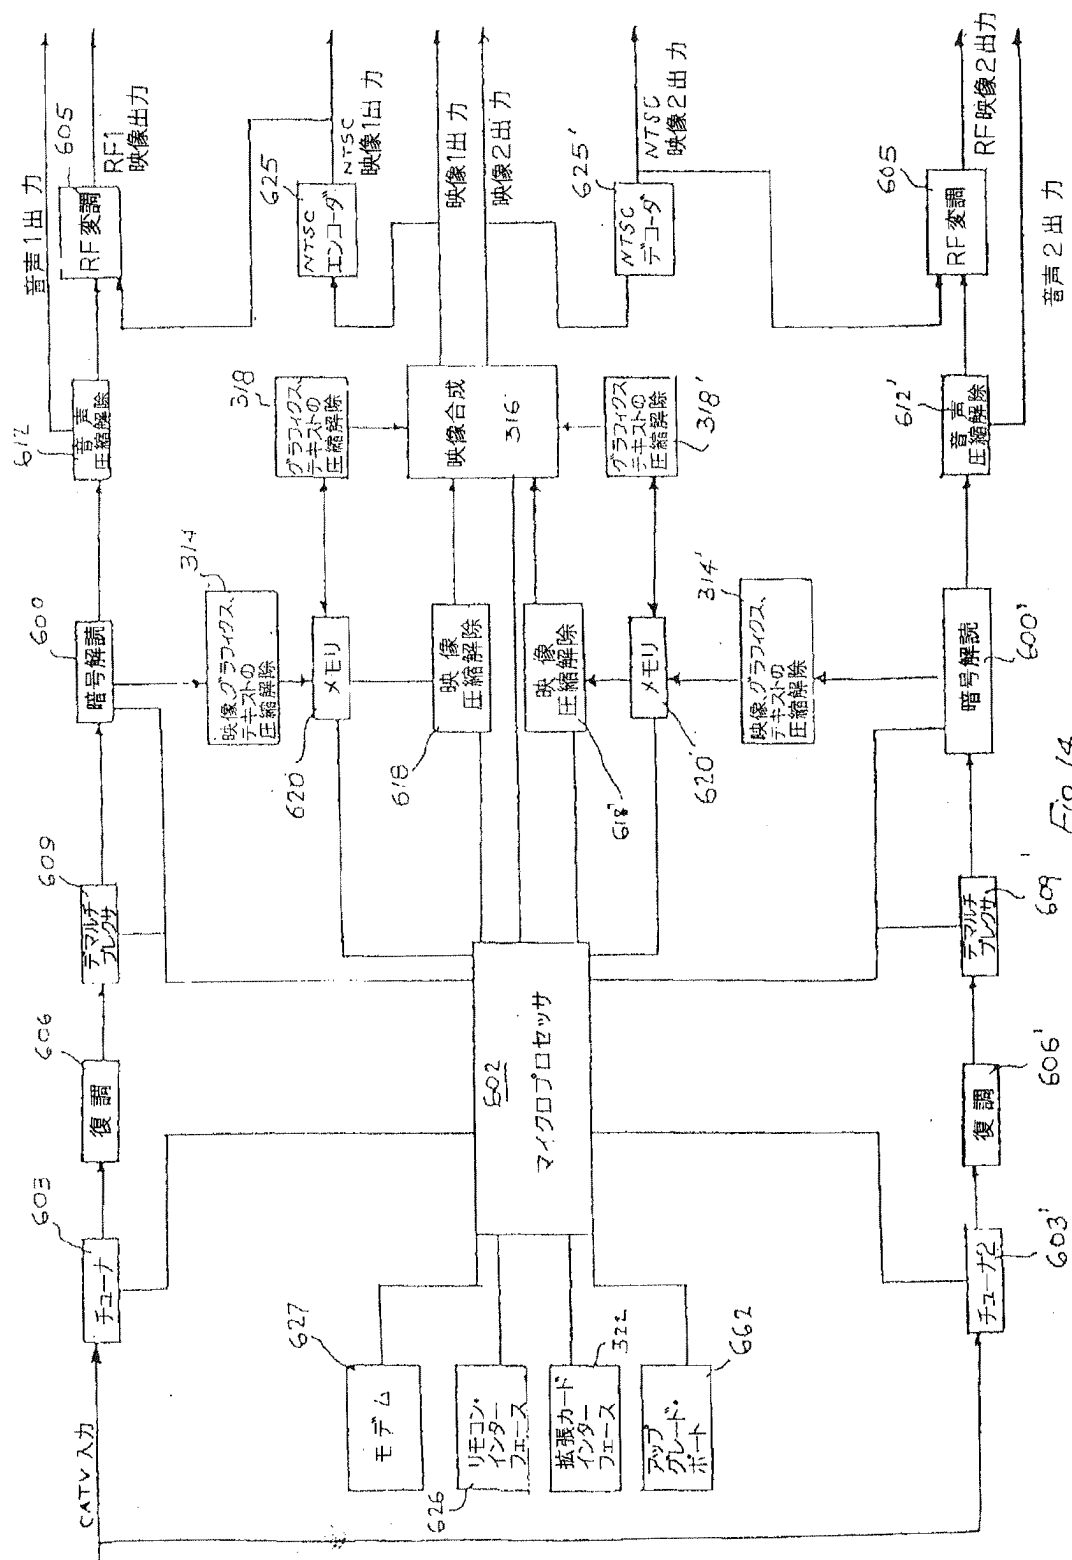 CATV入力
チューナ
603
復調
606
デマルチ
プレクサ
609
暗号解読
600
音声
圧縮解除
612
音声1出力
RF変調
605
RF1
映像出力
映像、グラフィクス、
テキストの
圧縮解除
314
メモリ
620
グラフィクス、
テキストの
圧縮解除
318
NTSC
エンコーダ
625
NTSC
映像1出力
映像
圧縮解除
618
映像合成
316
映像1出力
映像2出力
モデム
627
リモコン・
インター
フェース
626
拡張カード
インター
フェース
322
アップ
グレード・
ポート
662
602
マイクロプロセッサ
映像
圧縮解除
618'
メモリ
620'
グラフィクス、
テキストの
圧縮解除
318'
NTSC
デコーダ
625'
NTSC
映像2出力
映像、グラフィクス、
テキストの
圧縮解除
314'
チューナ2
603'
復調
606'
デマルチ
プレクサ
609'
暗号解読
600'
音声
圧縮解除
612'
RF変調
605
RF映像2出力
音声2出力
Fig 14